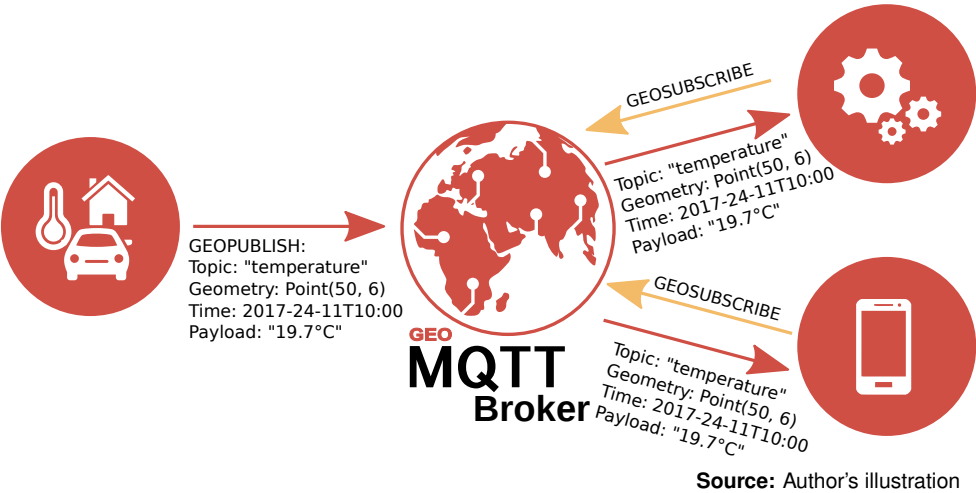 GEOPUBLISH:
Topic: "temperature"
Geometry: Point(50, 6)
Time: 2017-24-11T10:00
Payload: "19.7°C"
GEO
MQTT
Broker
GEOSUBSCRIBE
Topic: "temperature"
Geometry: Point(50, 6)
Time: 2017-24-11T10:00
Payload: "19.7°C"
GEOSUBSCRIBE
Topic: "temperature"
Geometry: Point(50, 6)
Time: 2017-24-11T10:00
Payload: "19.7°C"
Source: Author's illustration